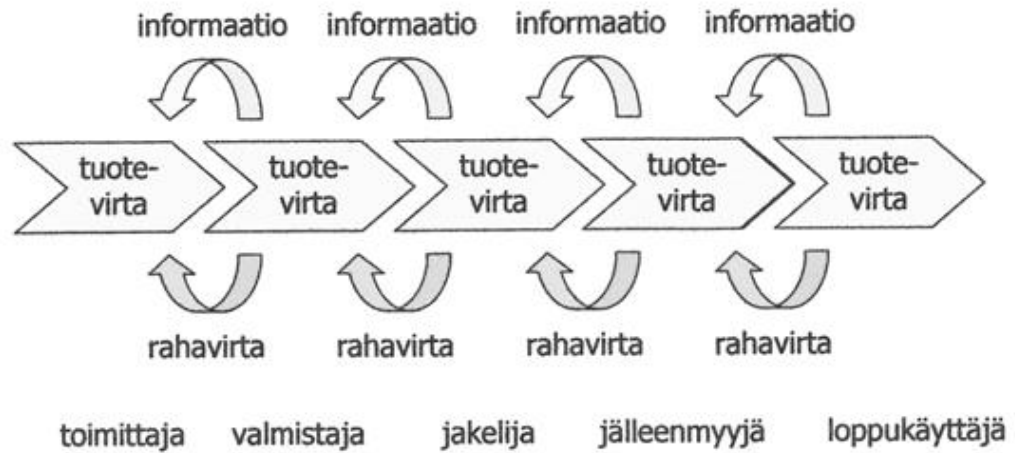 informaatio informaatio informaatio informaatio
tuote- tuote- tuote- tuote- tuote-
virta virta virta virta virta
rahavirta rahavirta rahavirta rahavirta
toimittaja valmistaja jakelija jälleenmyyjä loppukäyttäjä